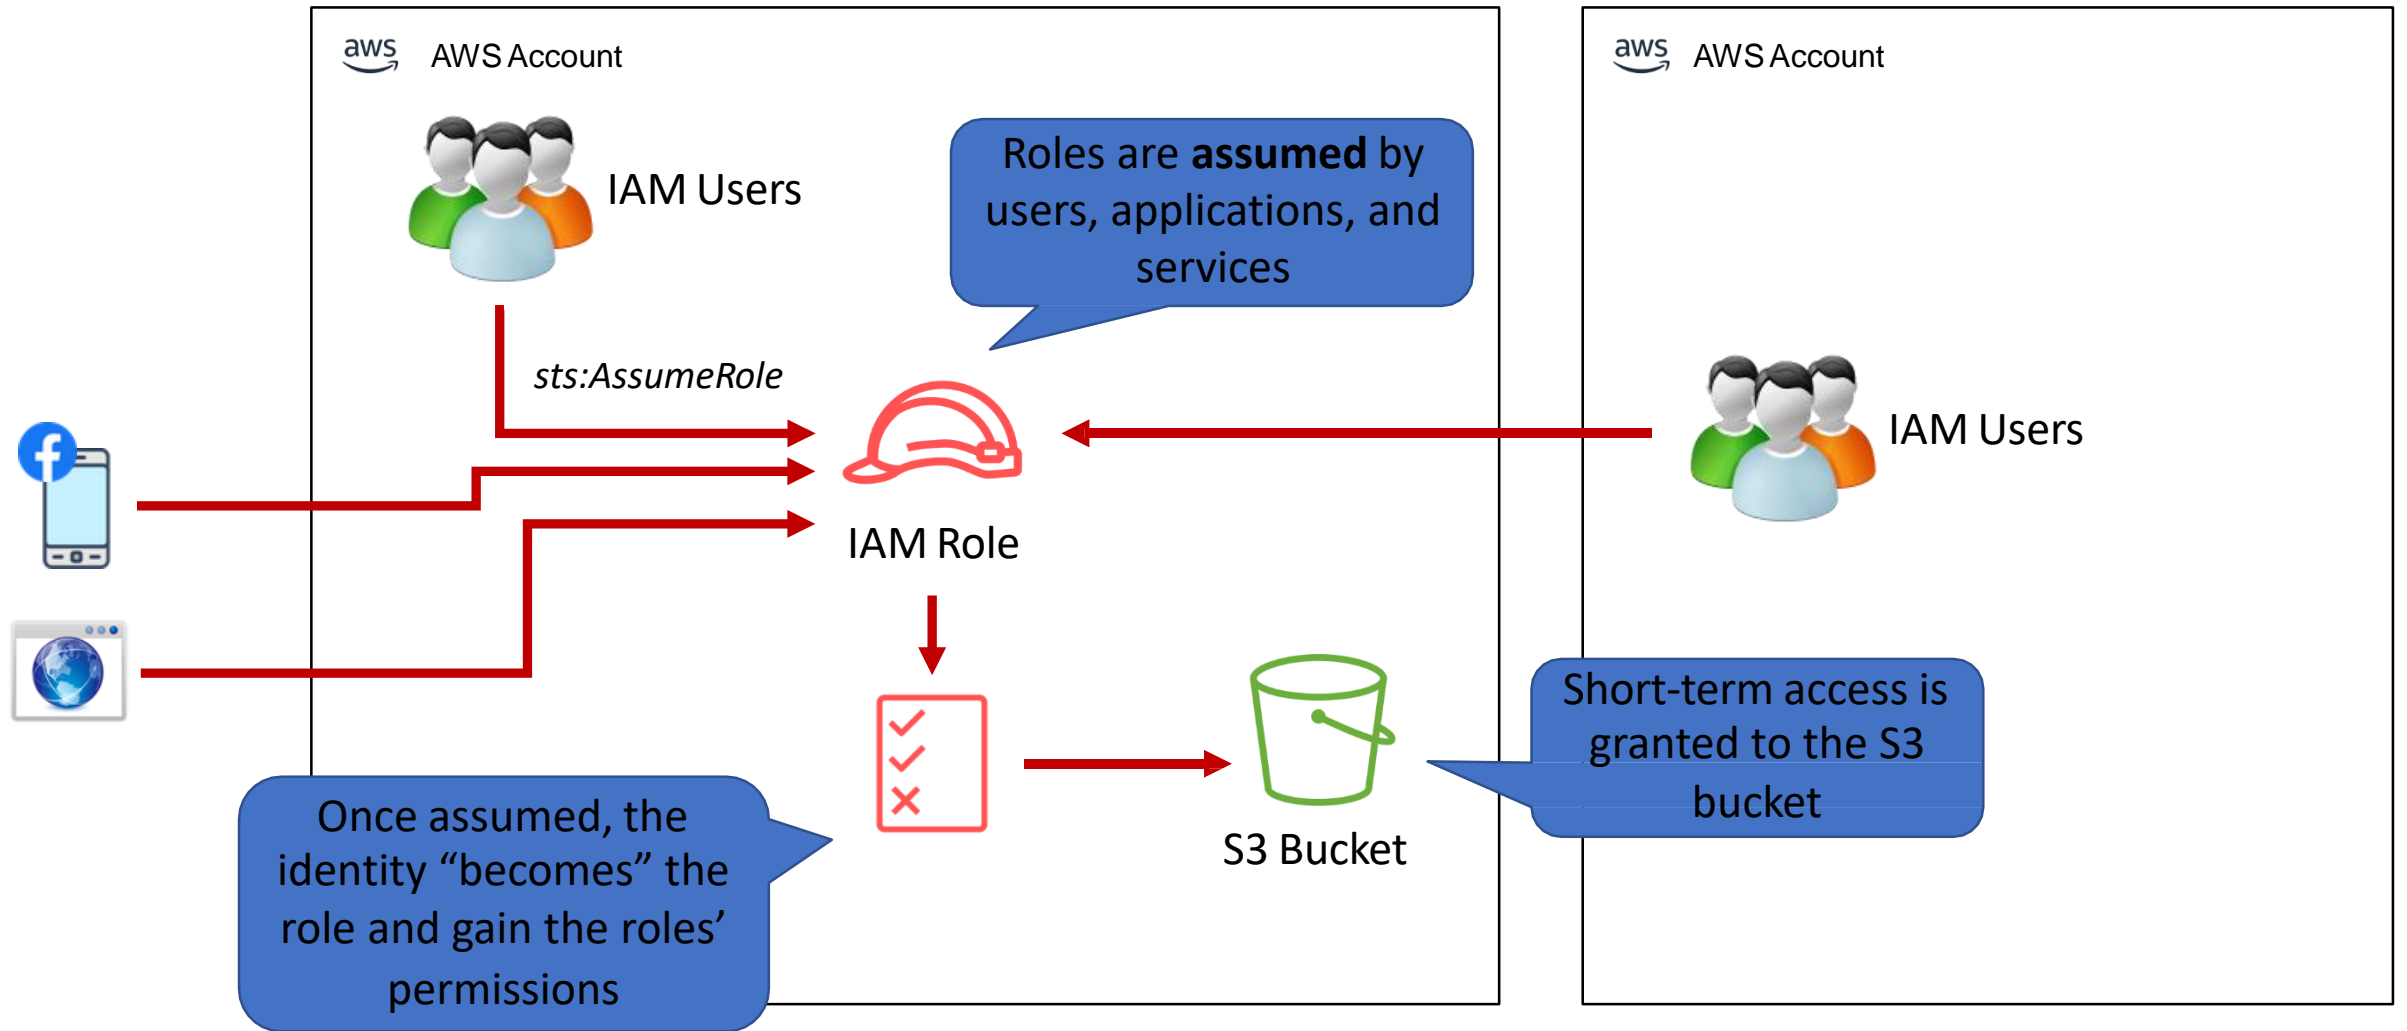 aws
AWS Account
IAM Users
Roles are assumed by
users, applications, and
services
sts:AssumeRole
f
IAM Role
Once assumed, the
identity “becomes” the
role and gain the roles’
permissions
S3 Bucket
aws
AWS Account
IAM Users
Short-term access is
granted to the S3
bucket